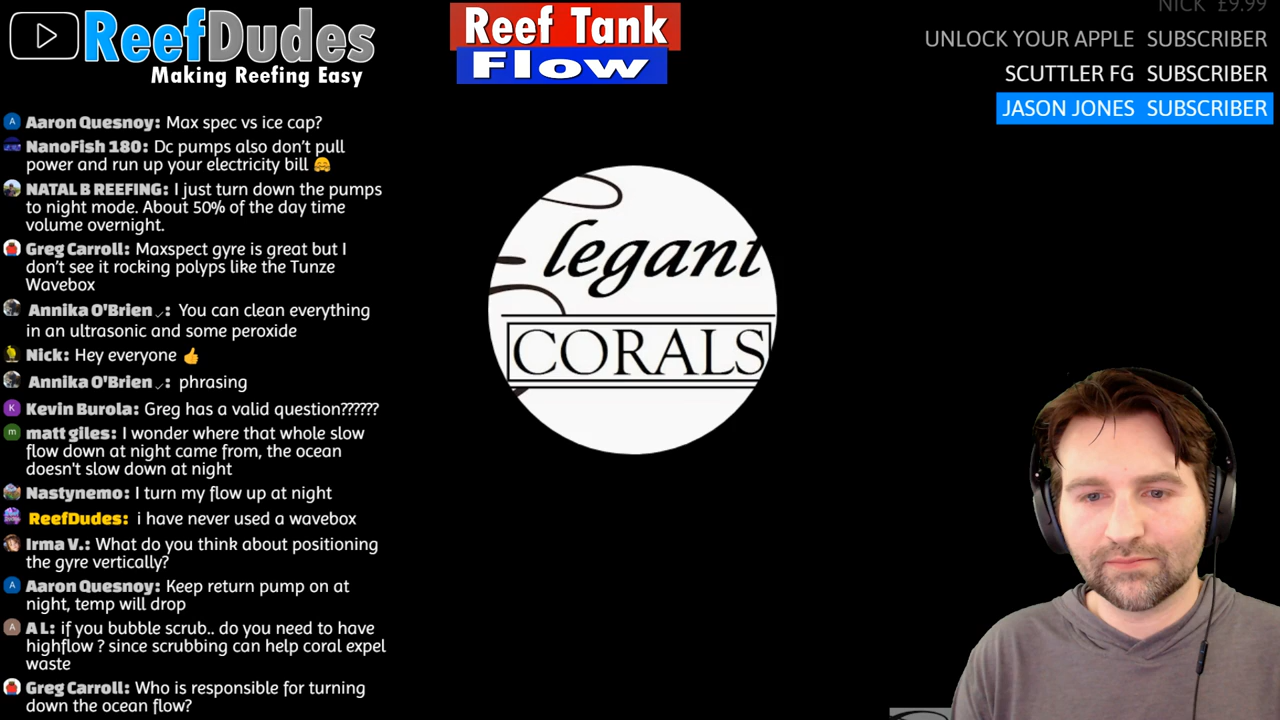 ReefDudes
Making Reefing Easy
Reef Tank
Flow
NICK £9.99
UNLOCK YOUR APPLE SUBSCRIBER
SCUTTLER FG SUBSCRIBER
JASON JONES SUBSCRIBER
A Aaron Quesnoy: Max spec vs ice cap?
NanoFish 180: Dc pumps also don't pull
power and run up your electricity bill 🤗
NATAL B REEFING: I just turn down the pumps
to night mode. About 50% of the day time
volume overnight.
Greg Carroll: Maxspect gyre is great but I
don't see it rocking polyps like the Tunze
Wavebox
Annika O'Brien: You can clean everything
in an ultrasonic and some peroxide
Nick: Hey everyone 👍
Annika O'Brien: phrasing
K Kevin Burola: Greg has a valid question??????
m matt giles: I wonder where that whole slow
flow down at night came from, the ocean
doesn't slow down at night
Nastynemo: I turn my flow up at night
ReefDudes: i have never used a wavebox
Irma V.: What do you think about positioning
the gyre vertically?
A Aaron Quesnoy: Keep return pump on at
night, temp will drop
A A L: if you bubble scrub.. do you need to have
highflow ? since scrubbing can help coral expel
waste
Greg Carroll: Who is responsible for turning
down the ocean flow?
legant
CORALS